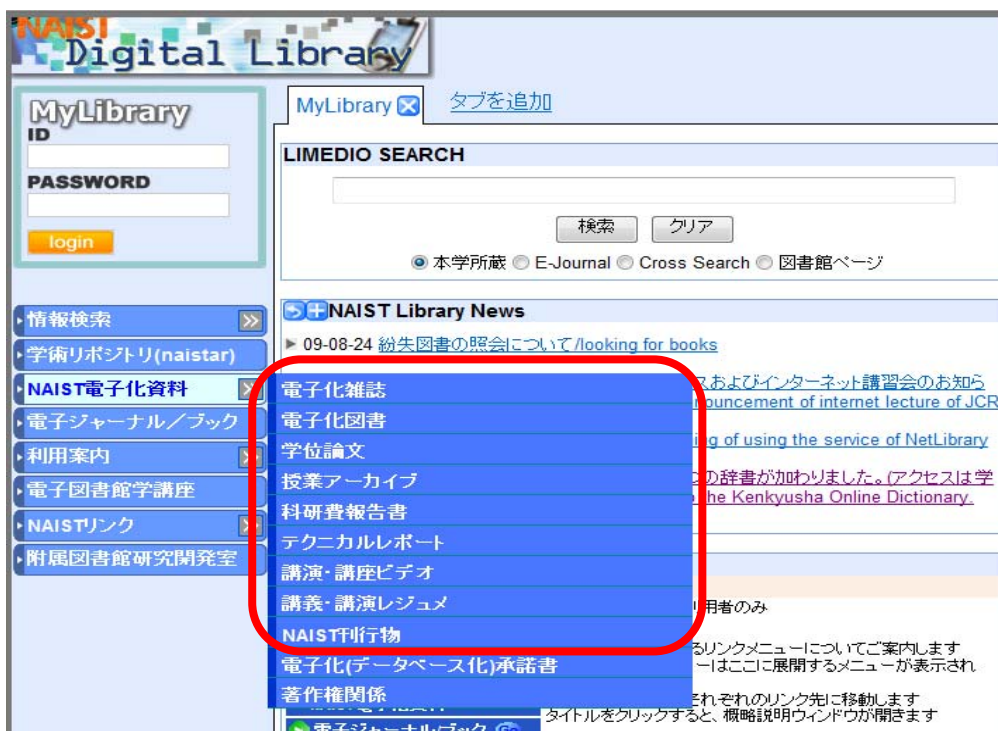 NAIST
Digital Library
MyLibrary
ID
PASSWORD
login
情報検索
学術リポジトリ(naistar)
NAIST電子化資料
電子ジャーナル／ブック
利用案内
電子図書館学講座
NAISTリンク
附属図書館研究開発室
MyLibrary タブを追加
LIMEDIO SEARCH
検索 クリア
本学所蔵 E-Journal Cross Search 図書館ページ
NAIST Library News
09-08-24 紛失図書の照会について/looking for books
スおよびインターネット講習会のお知ら
nouncement of internet lecture of JCR
ng of using the service of NetLibrary
の辞書が加わりました。(アクセスは学
he Kenkyusha Online Dictionary.
電子化雑誌
電子化図書
学位論文
授業アーカイブ
科研費報告書
テクニカルレポート
講演・講座ビデオ
講義・講演レジュメ
NAIST刊行物
電子化(データベース化)承諾書
著作権関係
用者のみ
るリンクメニューについてご案内します
ーはここに展開するメニューが表示され
それぞれのリンク先に移動します
タイトルをクリックすると、概略説明ウィンドウが開きます
電子ジャーナル/ブック Go